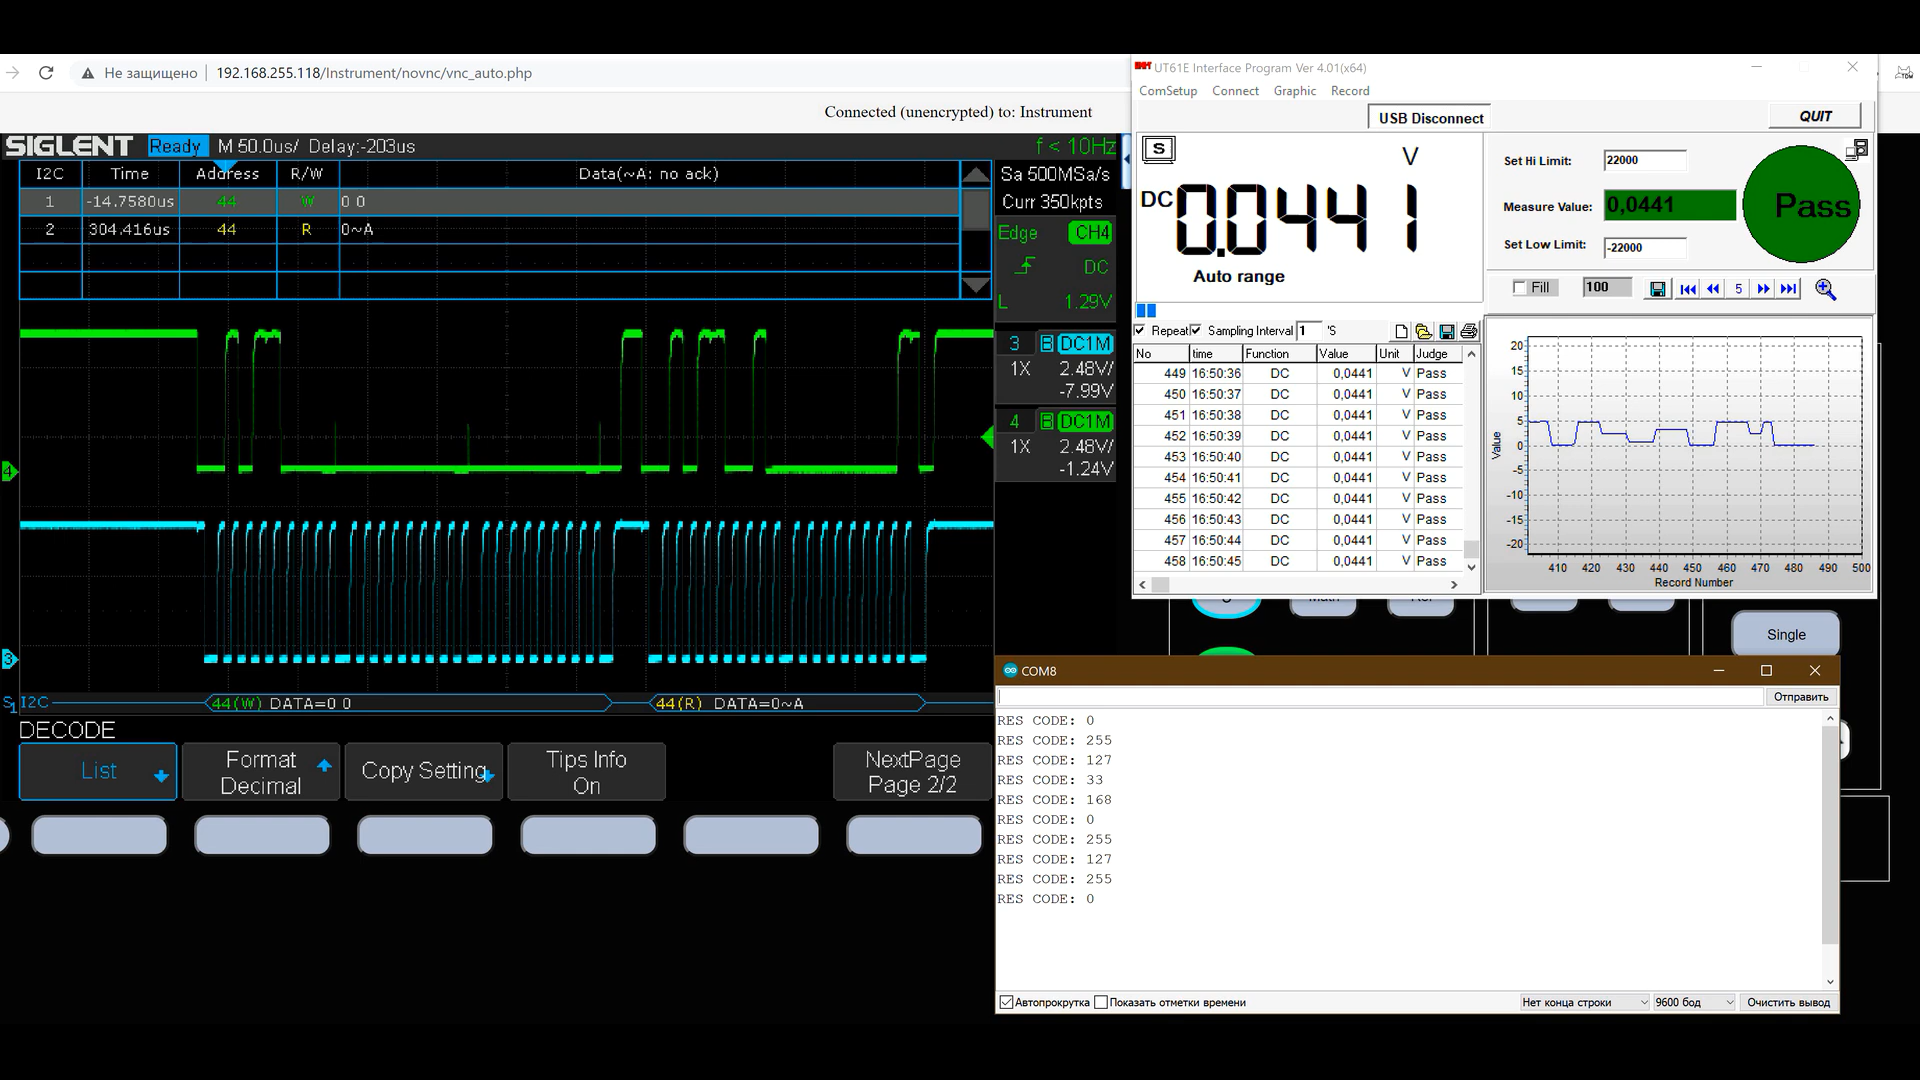 Не защищено 192.168.255.118/Instrument/novnc/vnc_auto.php
Connected (unencrypted) to: Instrument
SIGLENT Ready M 50.0us/ Delay:-203us f < 10Hz
I2C Time Address R/W Data(~A: no ack)
1 -14.7580us 44 W 0 0
2 304.416us 44 R 0~A
Sa 500MSa/s
Curr 350kpts
Edge CH4
DC
L 1.29V
3 B DC1M
1X 2.48V/
-7.99V
4 B DC1M
1X 2.48V/
-1.24V
4
3
S1 I2C 44(W) DATA=0 0 44(R) DATA=0~A
DECODE
List
Format
Decimal
Copy Setting
Tips Info
On
NextPage
Page 2/2
UT61E Interface Program Ver 4.01(x64)
ComSetup Connect Graphic Record
USB Disconnect QUIT
S V
DC 0.0441
Auto range
Set Hi Limit: 22000
Measure Value: 0,0441
Set Low Limit: -22000
Pass
Fill 100 5
Repeat Sampling Interval 1 'S
No time Function Value Unit Judge
449 16:50:36 DC 0,0441 V Pass
450 16:50:37 DC 0,0441 V Pass
451 16:50:38 DC 0,0441 V Pass
452 16:50:39 DC 0,0441 V Pass
453 16:50:40 DC 0,0441 V Pass
454 16:50:41 DC 0,0441 V Pass
455 16:50:42 DC 0,0441 V Pass
456 16:50:43 DC 0,0441 V Pass
457 16:50:44 DC 0,0441 V Pass
458 16:50:45 DC 0,0441 V Pass
Value
20
15
10
5
0
-5
-10
-15
-20
410 420 430 440 450 460 470 480 490 500
Record Number
Single
COM8
Отправить
RES CODE: 0
RES CODE: 255
RES CODE: 127
RES CODE: 33
RES CODE: 168
RES CODE: 0
RES CODE: 255
RES CODE: 127
RES CODE: 255
RES CODE: 0
Автопрокрутка Показать отметки времени Нет конца строки 9600 бод Очистить вывод